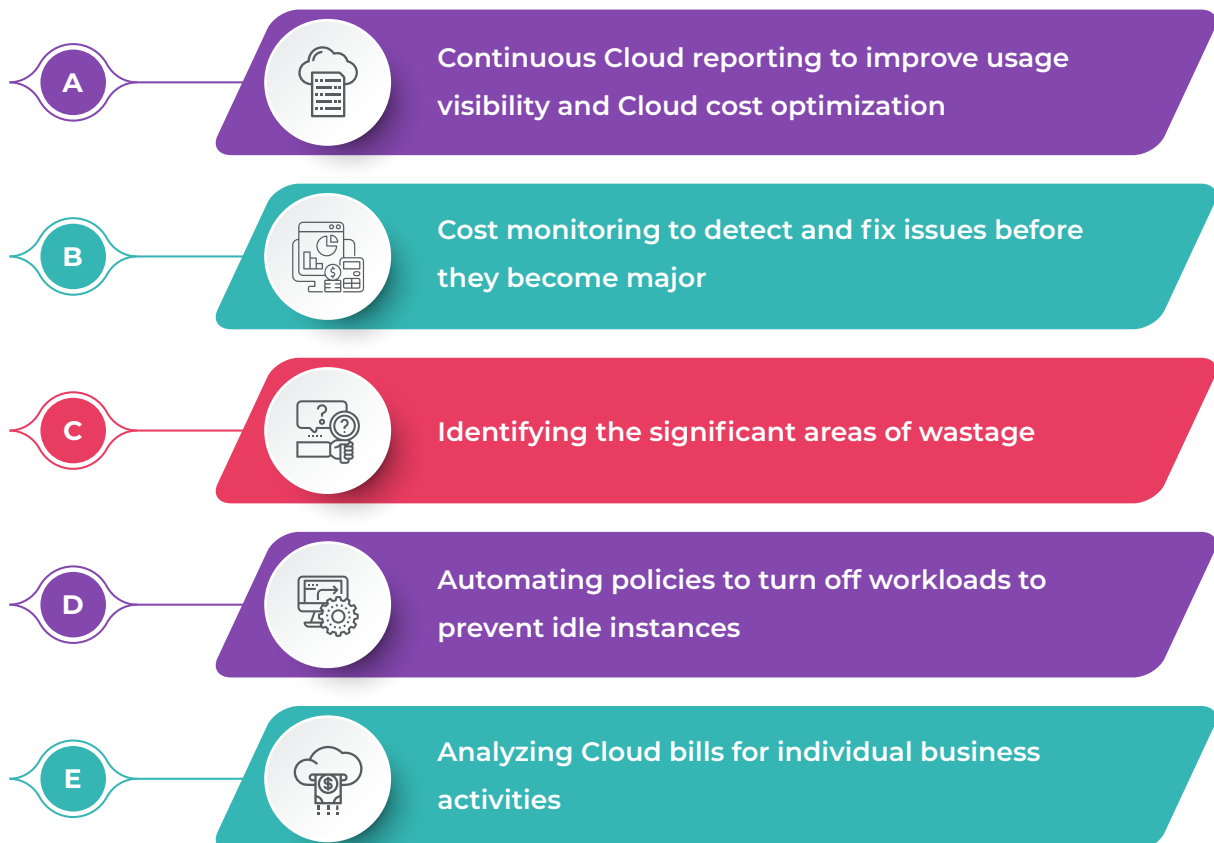 A
Continuous Cloud reporting to improve usage
visibility and Cloud cost optimization
B
Cost monitoring to detect and fix issues before
they become major
C
Identifying the significant areas of wastage
D
Automating policies to turn off workloads to
prevent idle instances
E
Analyzing Cloud bills for individual business
activities